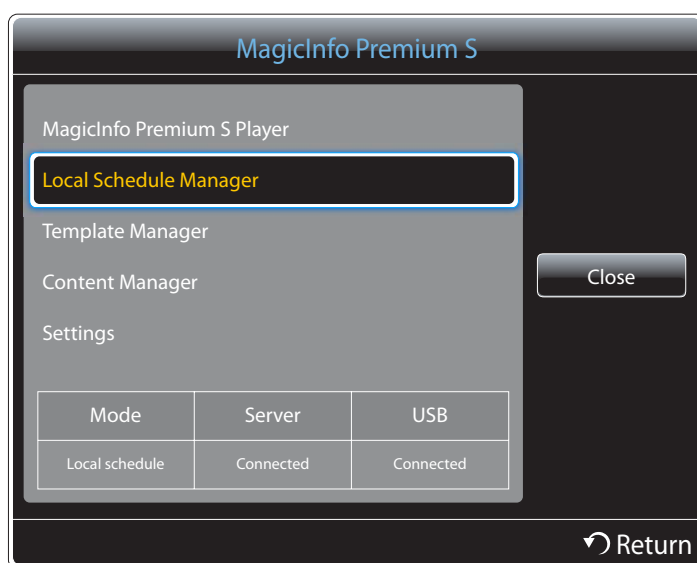 MagicInfo Premium S
MagicInfo Premium S Player
Local Schedule Manager
Template Manager
Content Manager
Settings
Close
Mode Server USB
Local schedule Connected Connected
Return